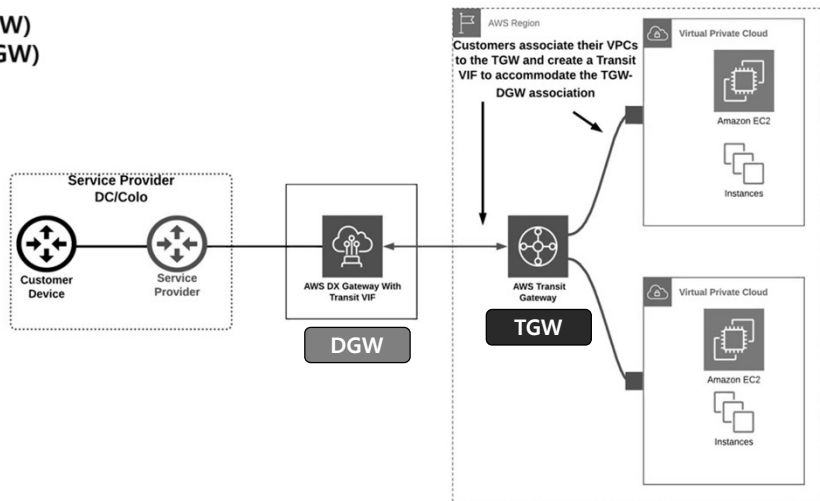 W)
GW)
AWS Region
Customers associate their VPCs
to the TGW and create a Transit
VIF to accommodate the TGW-
DGW association
Virtual Private Cloud
Amazon EC2
Instances
Service Provider
DC/Colo
Customer
Device
Service
Provider
AWS DX Gateway With
Transit VIF
DGW
AWS Transit
Gateway
TGW
Virtual Private Cloud
Amazon EC2
Instances